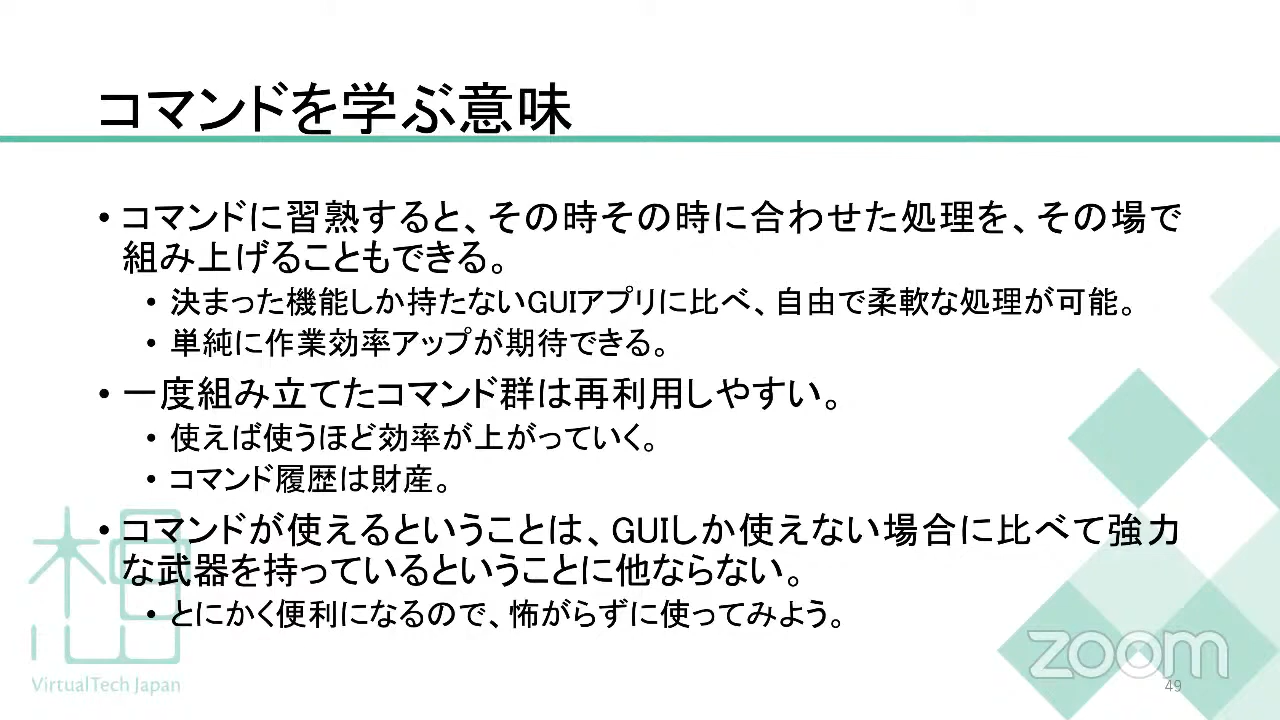 コマンドを学ぶ意味
• コマンドに習熟すると、その時その時に合わせた処理を、その場で
組み上げることもできる。
• 決まった機能しか持たないGUIアプリに比べ、自由で柔軟な処理が可能。
• 単純に作業効率アップが期待できる。
• 一度組み立てたコマンド群は再利用しやすい。
• 使えば使うほど効率が上がっていく。
• コマンド履歴は財産。
• コマンドが使えるということは、GUIしか使えない場合に比べて強力
な武器を持っているということに他ならない。
• とにかく便利になるので、怖がらずに使ってみよう。
想
VirtualTech Japan
zoom
49